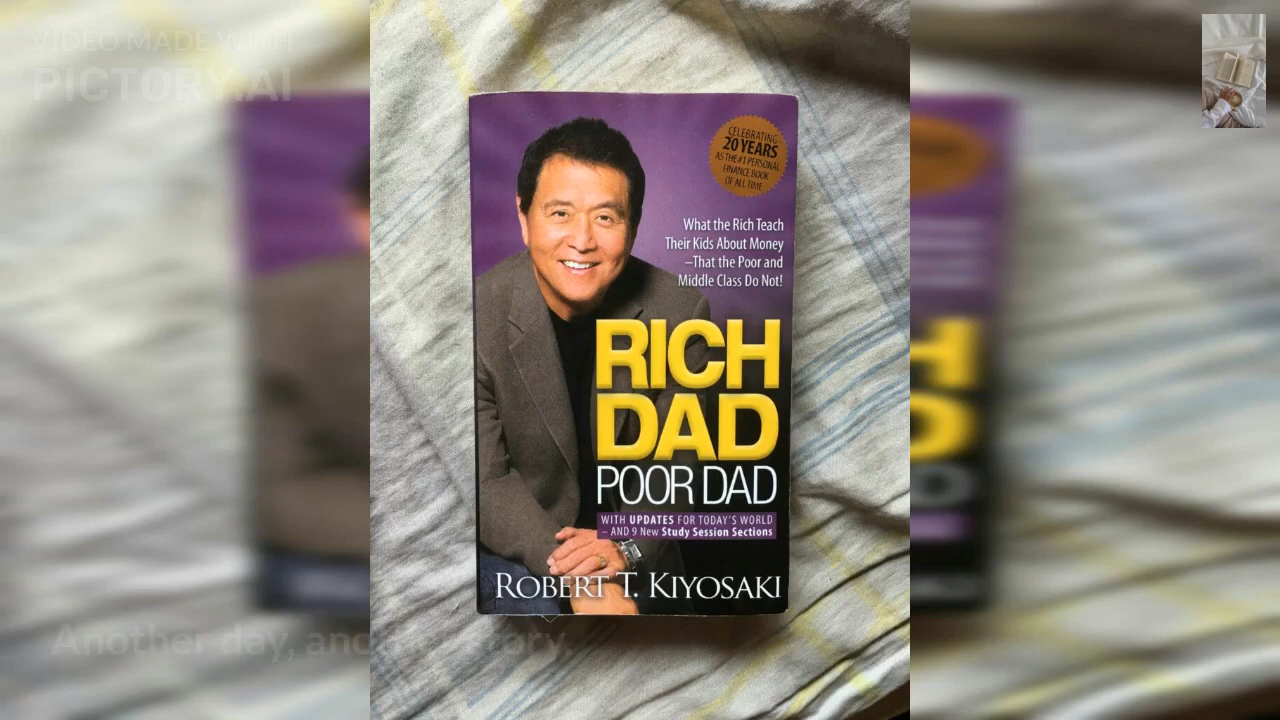 VIDEO MADE WITH
PICTORY.AI
CELEBRATING
20 YEARS
AS THE #1 PERSONAL
FINANCE BOOK
OF ALL TIME
What the Rich Teach
Their Kids About Money
–That the Poor and
Middle Class Do Not!
RICH
DAD
POOR DAD
WITH UPDATES FOR TODAY'S WORLD
– AND 9 New Study Session Sections
ROBERT T. KIYOSAKI
Another day, another story.